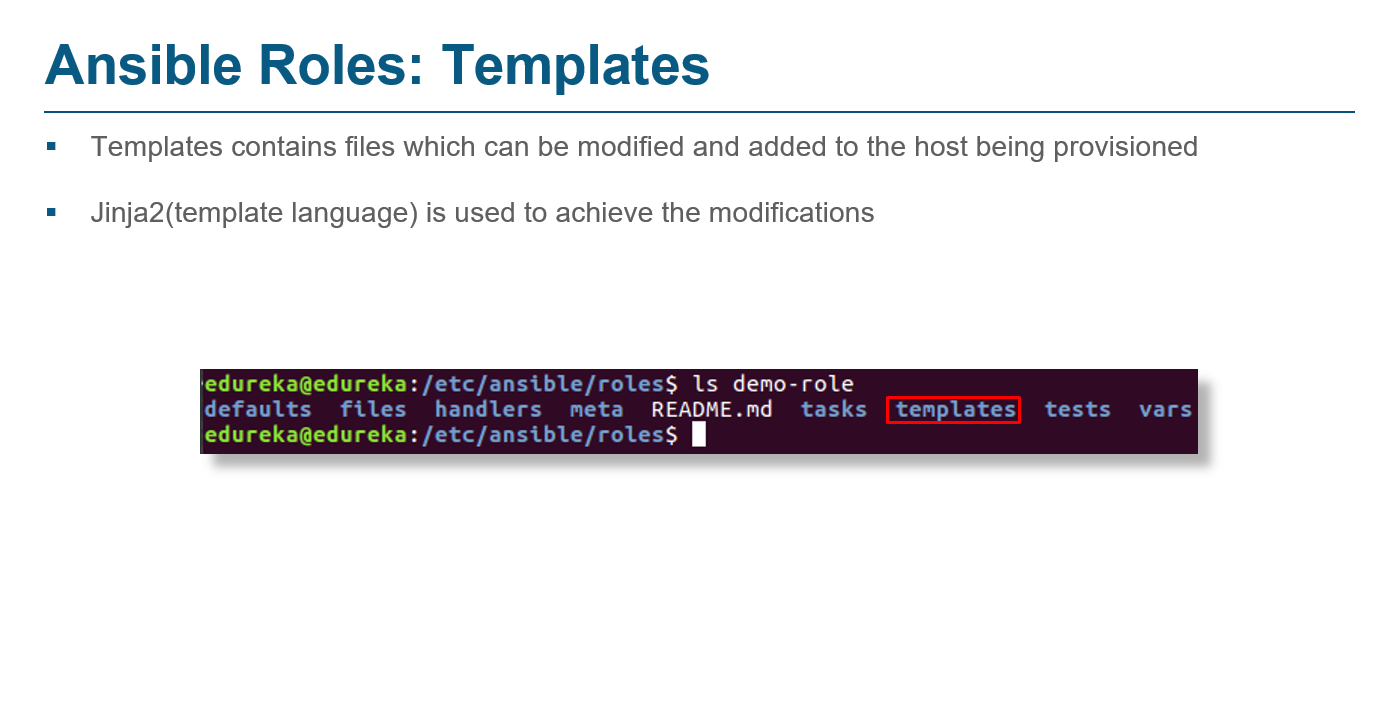 Ansible Roles: Templates
Templates contains files which can be modified and added to the host being provisioned
Jinja2(template language) is used to achieve the modifications
edureka@edureka:/etc/ansible/roles$ ls demo-role
defaults files handlers meta README.md tasks templates tests vars
edureka@edureka:/etc/ansible/roles$